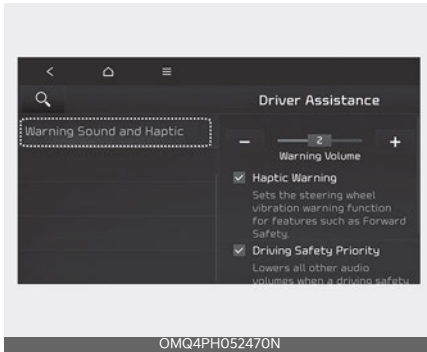 Driver Assistance
Warning Sound and Haptic
2
Warning Volume
Haptic Warning
Sets the steering wheel
vibration warning function
for features such as Forward
Safety.
Driving Safety Priority
Lowers all other audio
volumes when a driving safety
OMQ4PH052470N